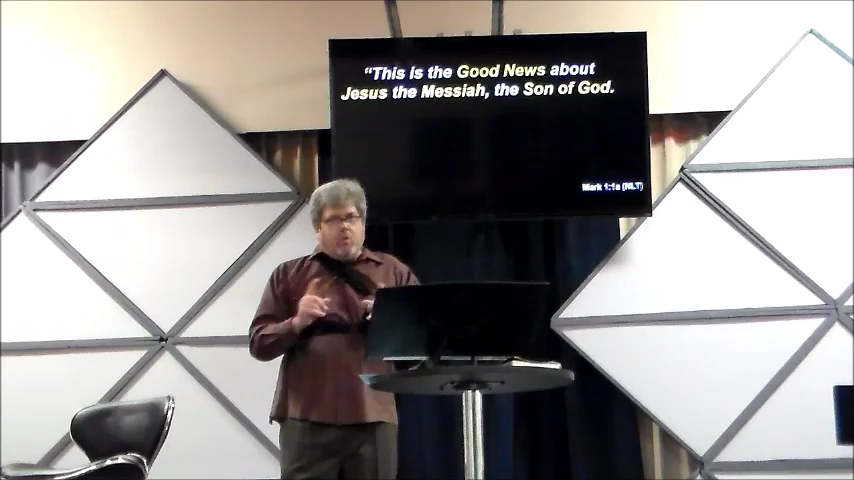 “This is the Good News about
Jesus the Messiah, the Son of God.
Mark 1:1a (NLT)